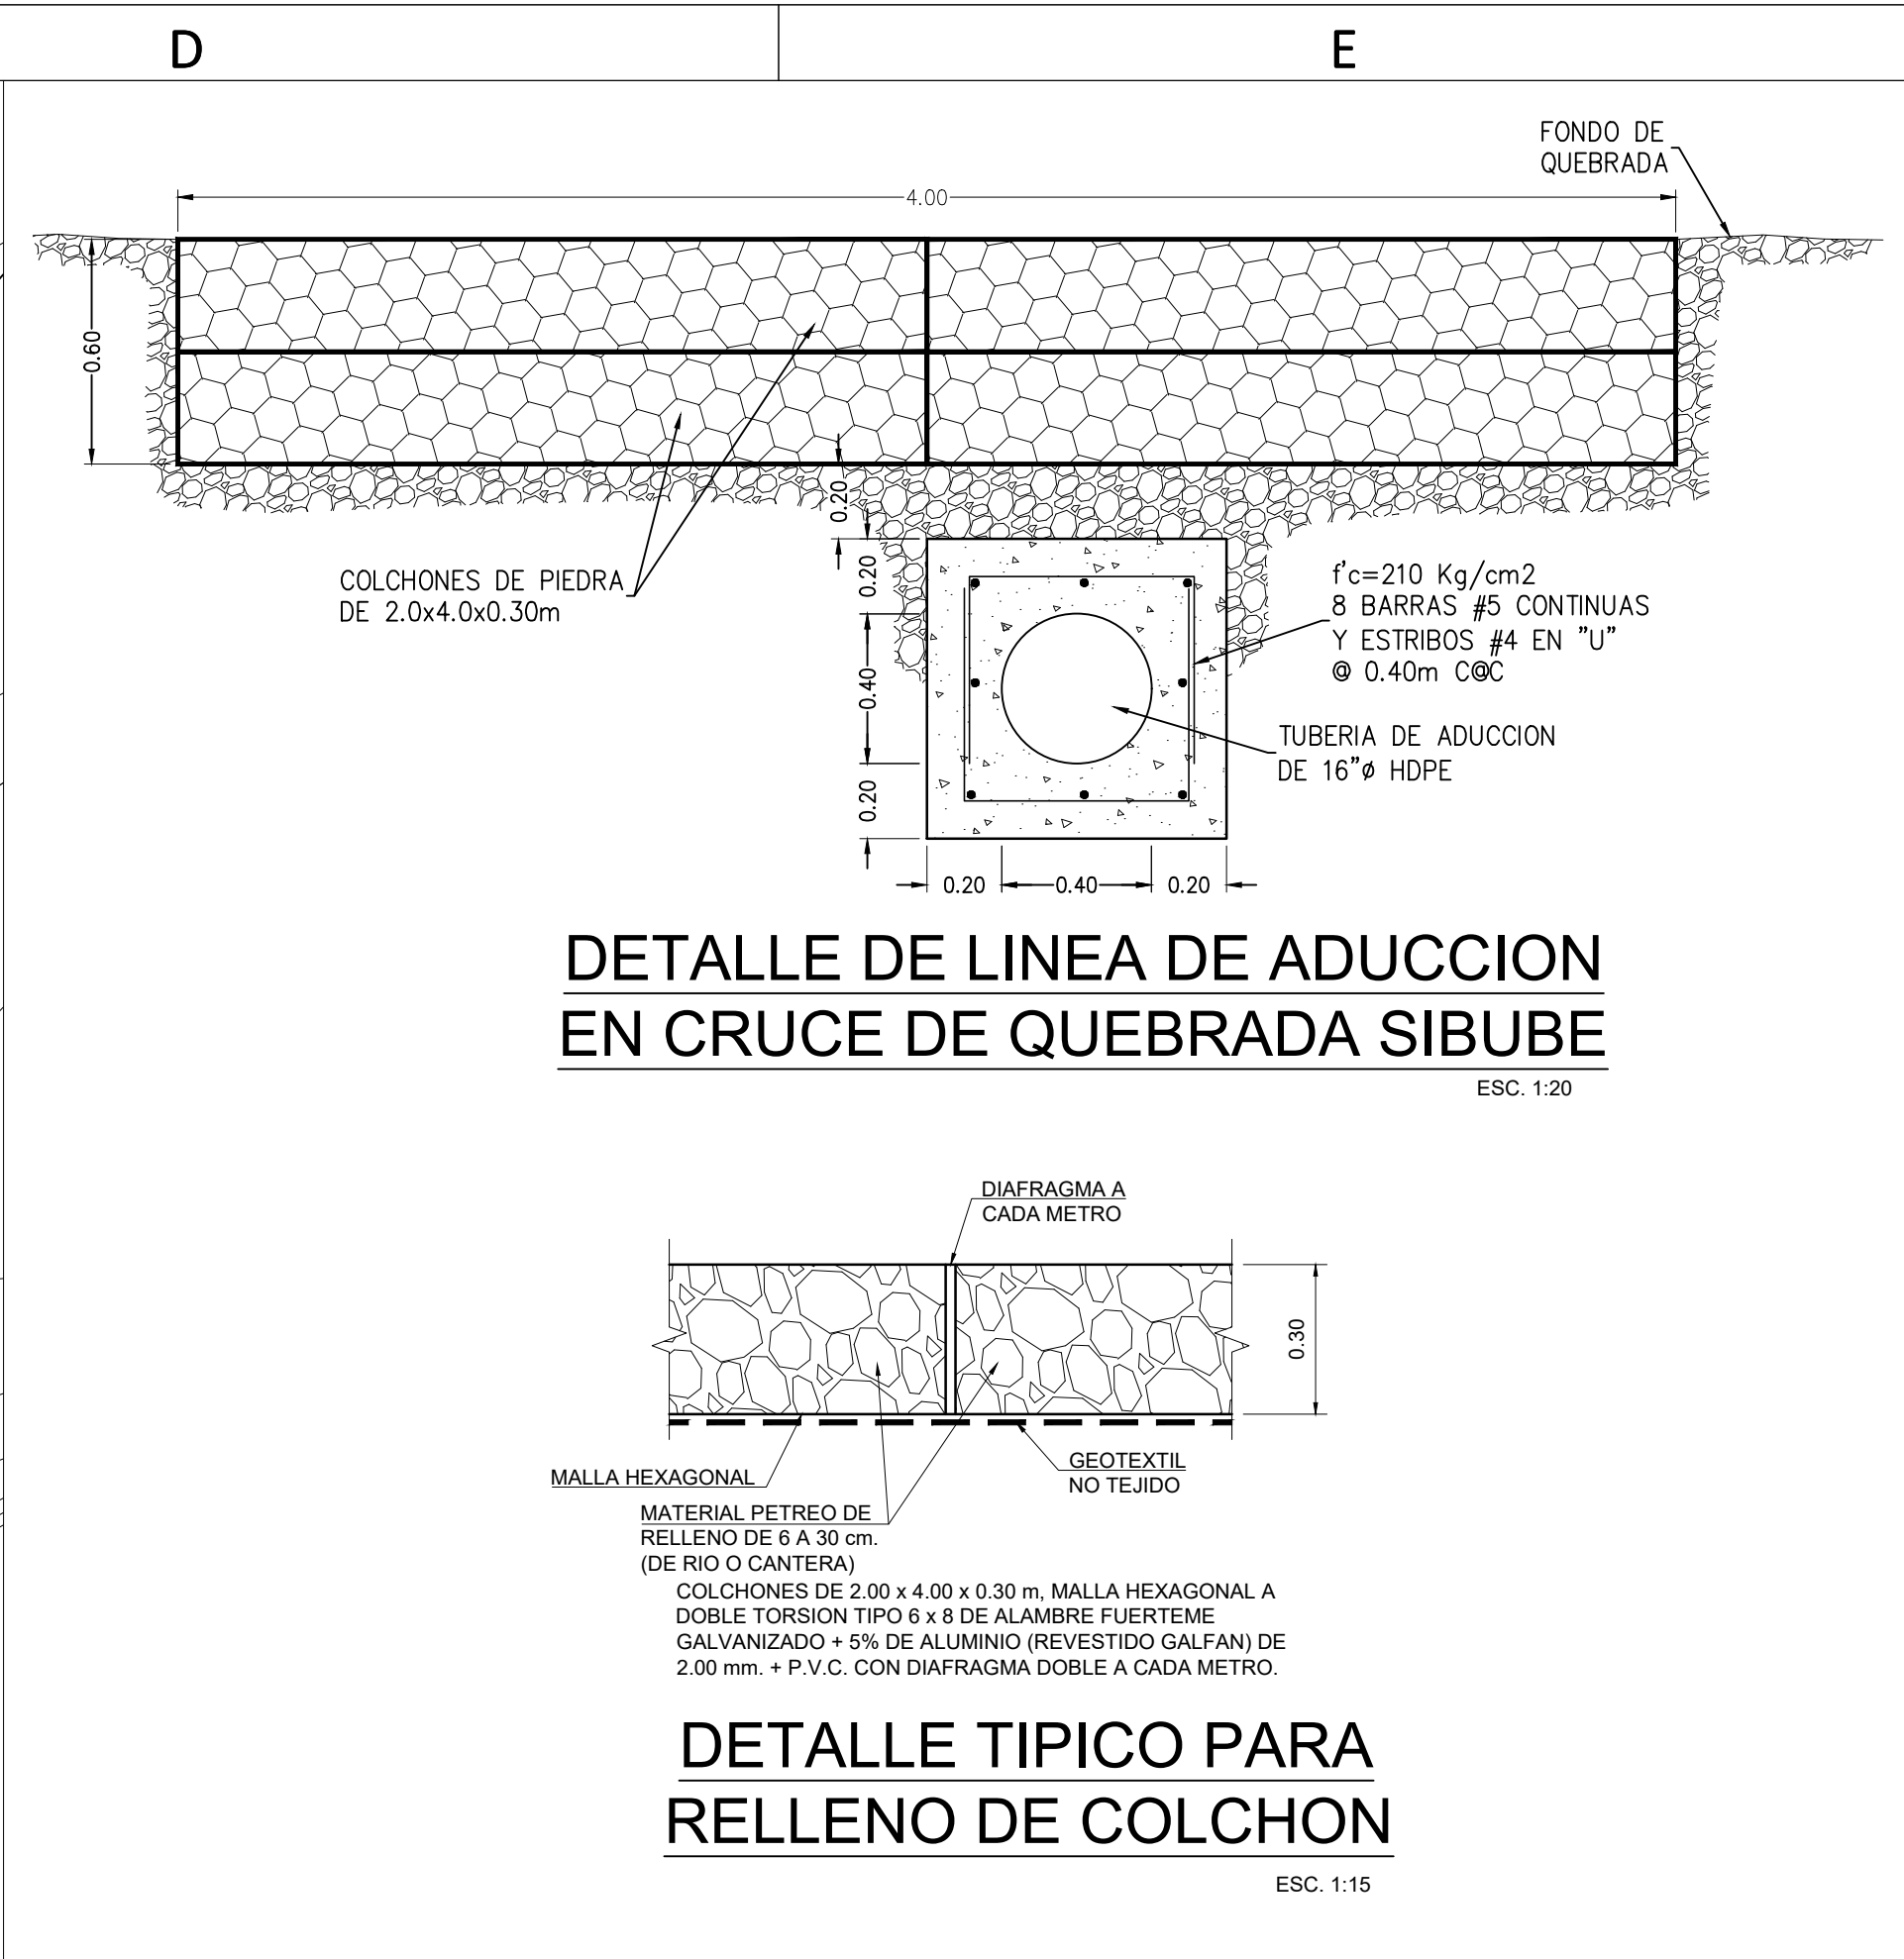 D
E
FONDO DE
QUEBRADA
4.00
0.60
0.20
0.20
COLCHONES DE PIEDRA
DE 2.0x4.0x0.30m
f'c=210 Kg/cm2
8 BARRAS #5 CONTINUAS
Y ESTRIBOS #4 EN "U"
@ 0.40m C@C
0.40
TUBERIA DE ADUCCION
DE 16"ø HDPE
0.20
0.20
0.40
0.20
DETALLE DE LINEA DE ADUCCION
EN CRUCE DE QUEBRADA SIBUBE
ESC. 1:20
DIAFRAGMA A
CADA METRO
0.30
MALLA HEXAGONAL
GEOTEXTIL
NO TEJIDO
MATERIAL PETREO DE
RELLENO DE 6 A 30 cm.
(DE RIO O CANTERA)
COLCHONES DE 2.00 x 4.00 x 0.30 m, MALLA HEXAGONAL A
DOBLE TORSION TIPO 6 x 8 DE ALAMBRE FUERTEME
GALVANIZADO + 5% DE ALUMINIO (REVESTIDO GALFAN) DE
2.00 mm. + P.V.C. CON DIAFRAGMA DOBLE A CADA METRO.
DETALLE TIPICO PARA
RELLENO DE COLCHON
ESC. 1:15